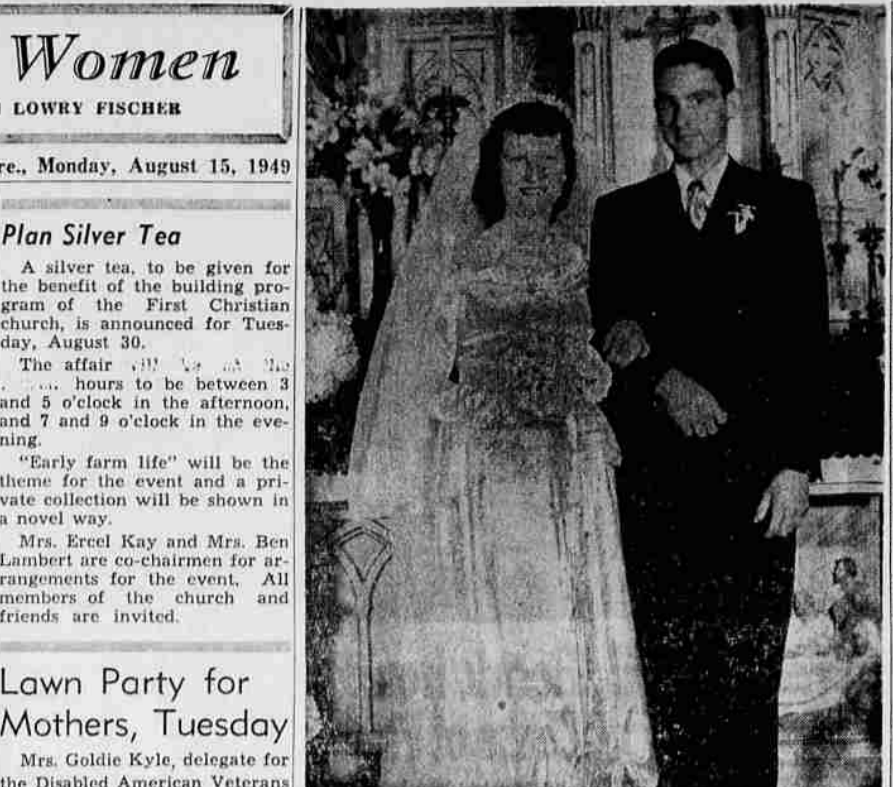 Women
LOWRY FISCHER
re., Monday, August 15, 1949
Plan Silver Tea
A silver tea, to be given for
the benefit of the building pro-
gram of the First Christian
church, is announced for Tues-
day, August 30.
The affair
hours to be between 3
and 5 o'clock in the afternoon,
and 7 and 9 o'clock in the eve-
ning.
"Early farm life" will be the
theme for the event and a pri-
vate collection will be shown in
a novel way.
Mrs. Ercel Kay and Mrs. Ben
Lambert are co-chairmen for ar-
rangements for the event. All
members of the church and
friends are invited.
Lawn Party for
Mothers, Tuesday
Mrs. Goldie Kyle, delegate for
the Disabled American Veterans